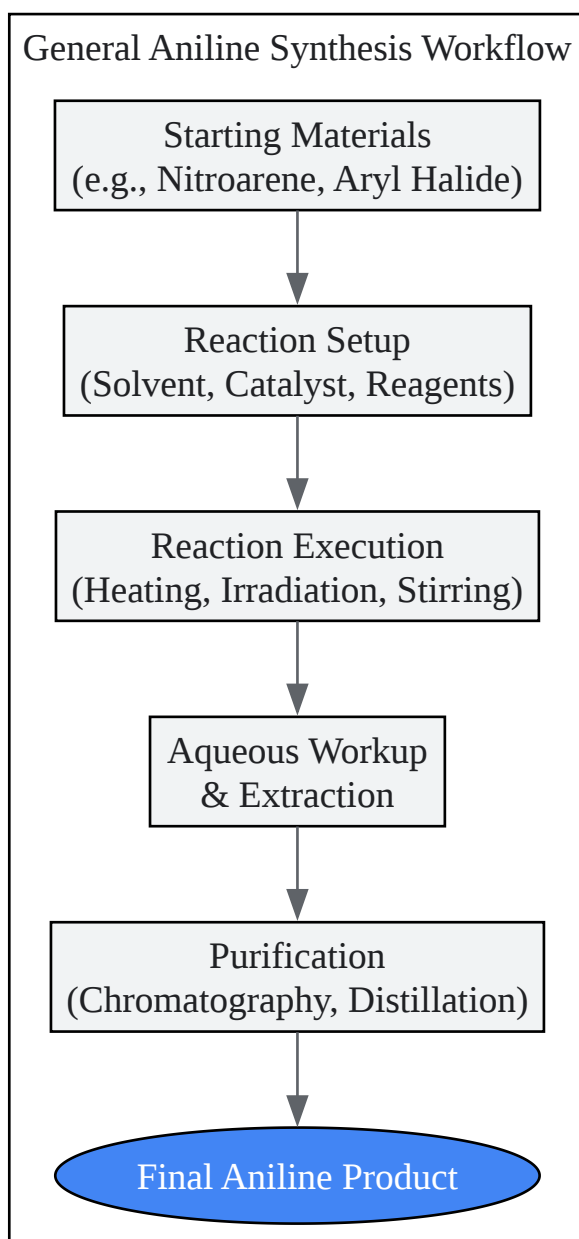 General Aniline Synthesis Workflow
Starting Materials
(e.g., Nitroarene, Aryl Halide)
Reaction Setup
(Solvent, Catalyst, Reagents)
Reaction Execution
(Heating, Irradiation, Stirring)
Aqueous Workup
& Extraction
Purification
(Chromatography, Distillation)
Final Aniline Product